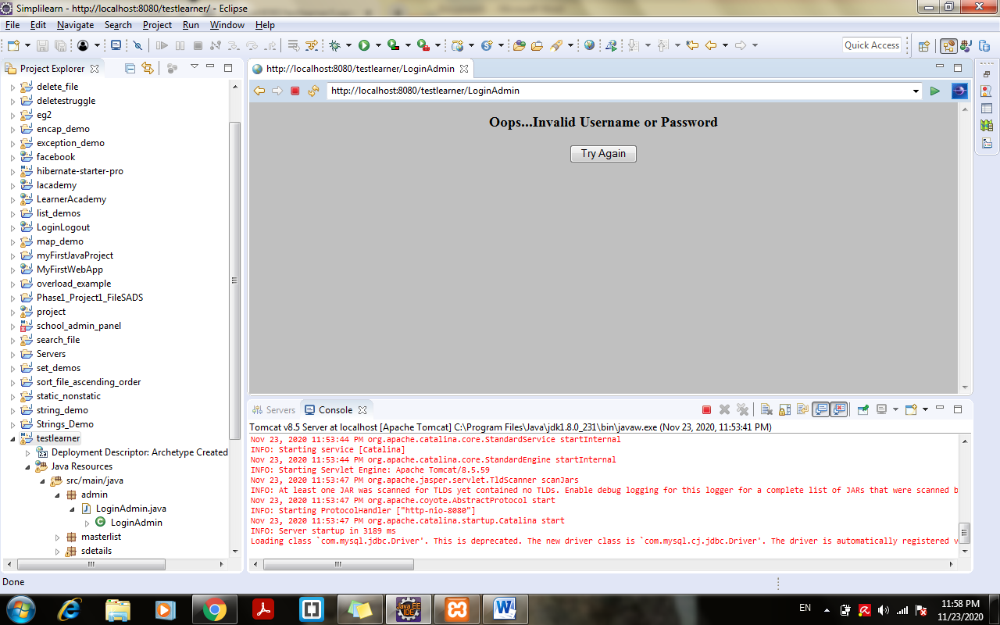 Simplilearn - http://localhost:8080/testlearner/ - Eclipse
File Edit Navigate Search Project Run Window Help
Quick Access
Project Explorer
delete_file
deletestruggle
eg2
encap_demo
exception_demo
facebook
hibernate-starter-pro
lacademy
LearnerAcademy
list_demos
LoginLogout
map_demo
myFirstJavaProject
MyFirstWebApp
overload_example
Phase1_Project1_FileSADS
project
school_admin_panel
search_file
Servers
set_demos
sort_file_ascending_order
static_nonstatic
string_demo
Strings_Demo
testlearner
Deployment Descriptor: Archetype Created
Java Resources
src/main/java
admin
LoginAdmin.java
LoginAdmin
masterlist
sdetails
http://localhost:8080/testlearner/LoginAdmin
http://localhost:8080/testlearner/LoginAdmin
Oops...Invalid Username or Password
Try Again
Servers Console
Tomcat v8.5 Server at localhost [Apache Tomcat] C:\Program Files\Java\jdk1.8.0_231\bin\javaw.exe (Nov 23, 2020, 11:53:41 PM)
Nov 23, 2020 11:53:44 PM org.apache.catalina.core.StandardService startInternal
INFO: Starting service [Catalina]
Nov 23, 2020 11:53:44 PM org.apache.catalina.core.StandardEngine startInternal
INFO: Starting Servlet Engine: Apache Tomcat/8.5.59
Nov 23, 2020 11:53:47 PM org.apache.jasper.servlet.TldScanner scanJars
INFO: At least one JAR was scanned for TLDs yet contained no TLDs. Enable debug logging for this logger for a complete list of JARs that were scanned b
Nov 23, 2020 11:53:47 PM org.apache.coyote.AbstractProtocol start
INFO: Starting ProtocolHandler ["http-nio-8080"]
Nov 23, 2020 11:53:47 PM org.apache.catalina.startup.Catalina start
INFO: Server startup in 3189 ms
Loading class `com.mysql.jdbc.Driver'. This is deprecated. The new driver class is `com.mysql.cj.jdbc.Driver'. The driver is automatically registered v
Done
Java EE
IDE
EN
11:58 PM
11/23/2020